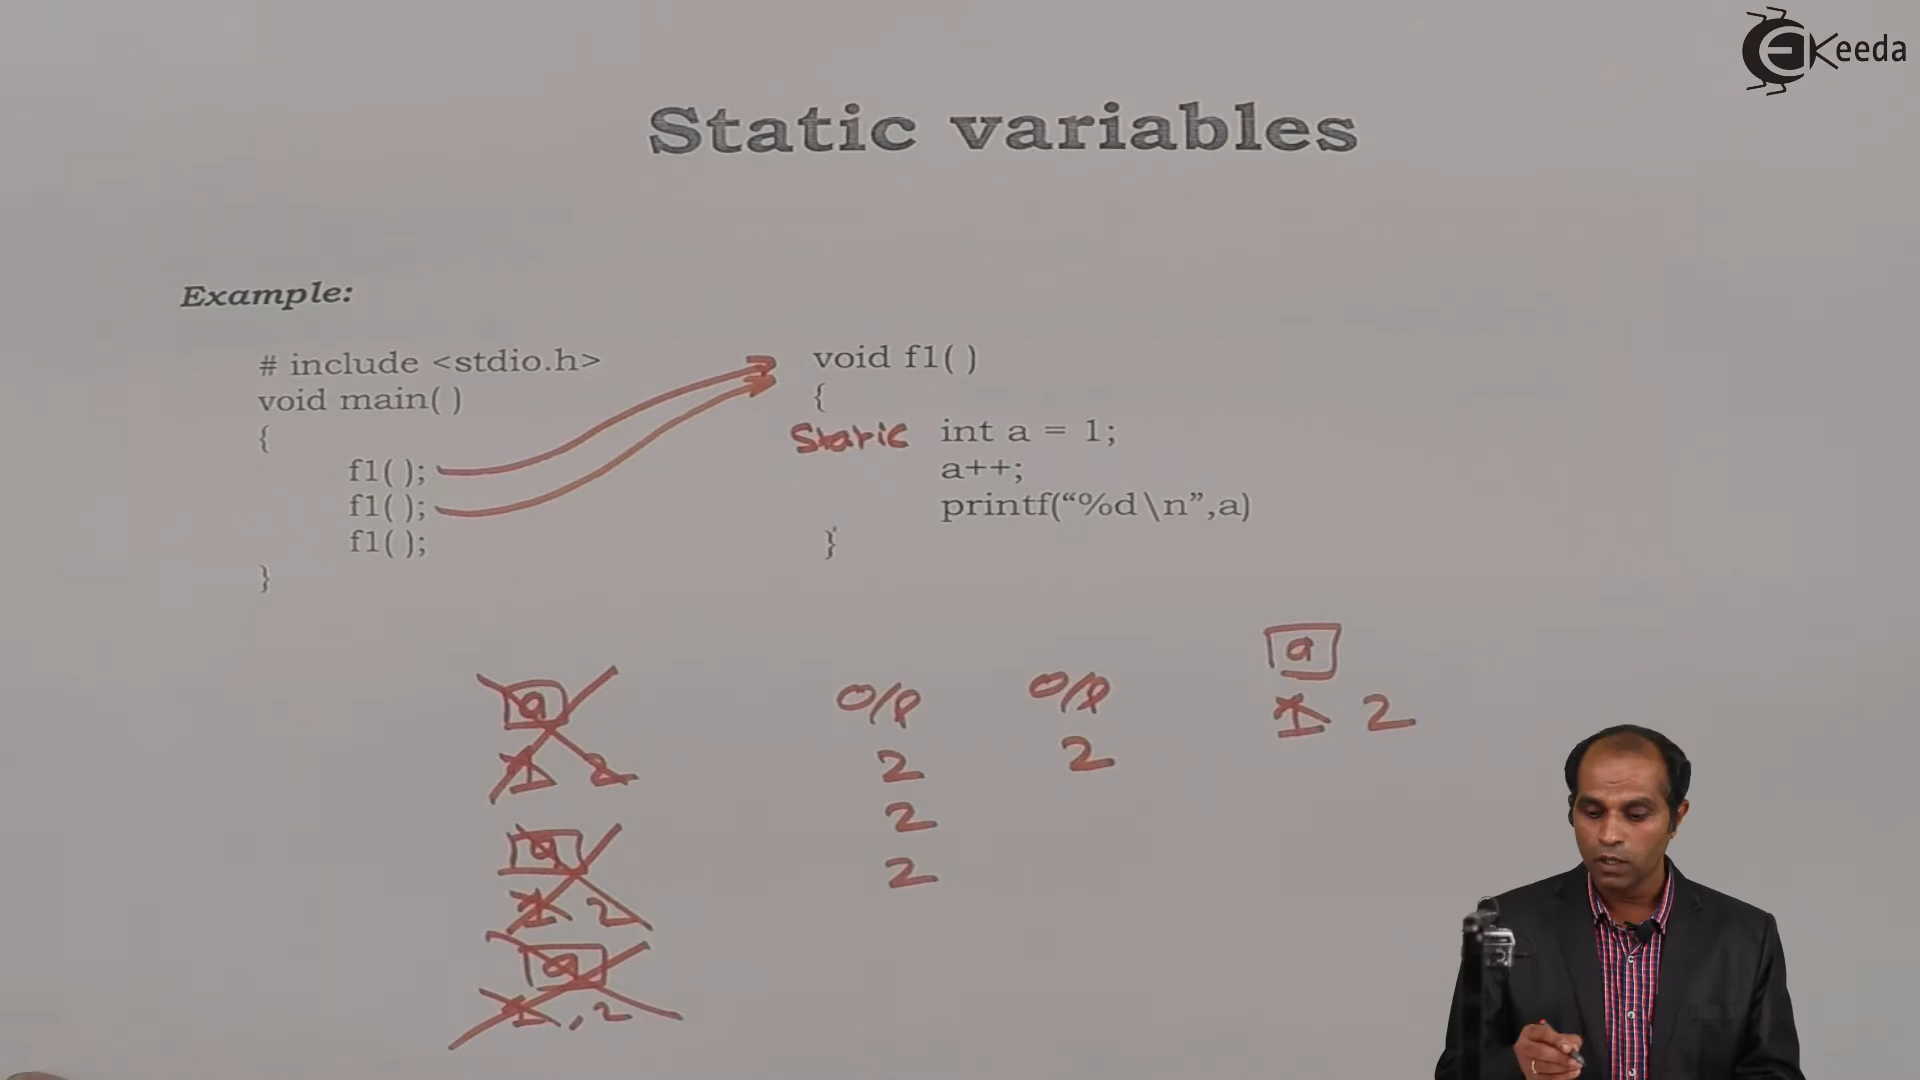 EKeeda
Static variables
Example:
# include <stdio.h>
void main( )
{
f1( );
f1( );
f1( );
}
void f1( )
{
Static int a = 1;
a++;
printf("%d\n",a)
}
a
1 2
a
1 2
a
1, 2
O/P
2
2
2
O/P
2
a
1 2